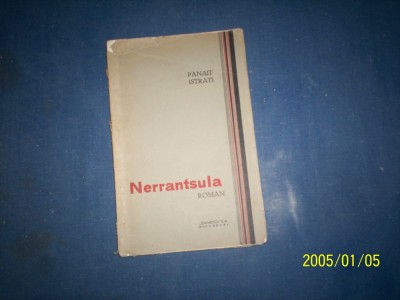 PANAIT
ISTRATI
Nerrantsula
ROMAN
2005/01/05